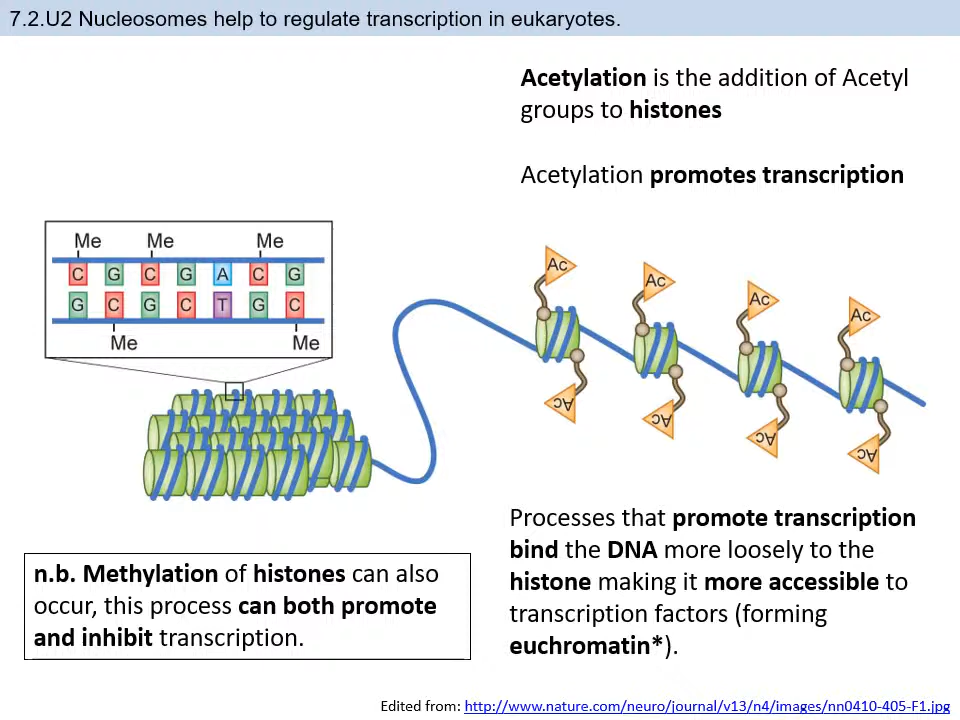 7.2.U2 Nucleosomes help to regulate transcription in eukaryotes.
Acetylation is the addition of Acetyl
groups to histones
Acetylation promotes transcription
Me Me Me
C G C G A C G
G C G C T G C
Me Me
Ac Ac Ac Ac
Ac Ac Ac Ac
n.b. Methylation of histones can also
occur, this process can both promote
and inhibit transcription.
Processes that promote transcription
bind the DNA more loosely to the
histone making it more accessible to
transcription factors (forming
euchromatin*).
Edited from: http://www.nature.com/neuro/journal/v13/n4/images/nn0410-405-F1.jpg